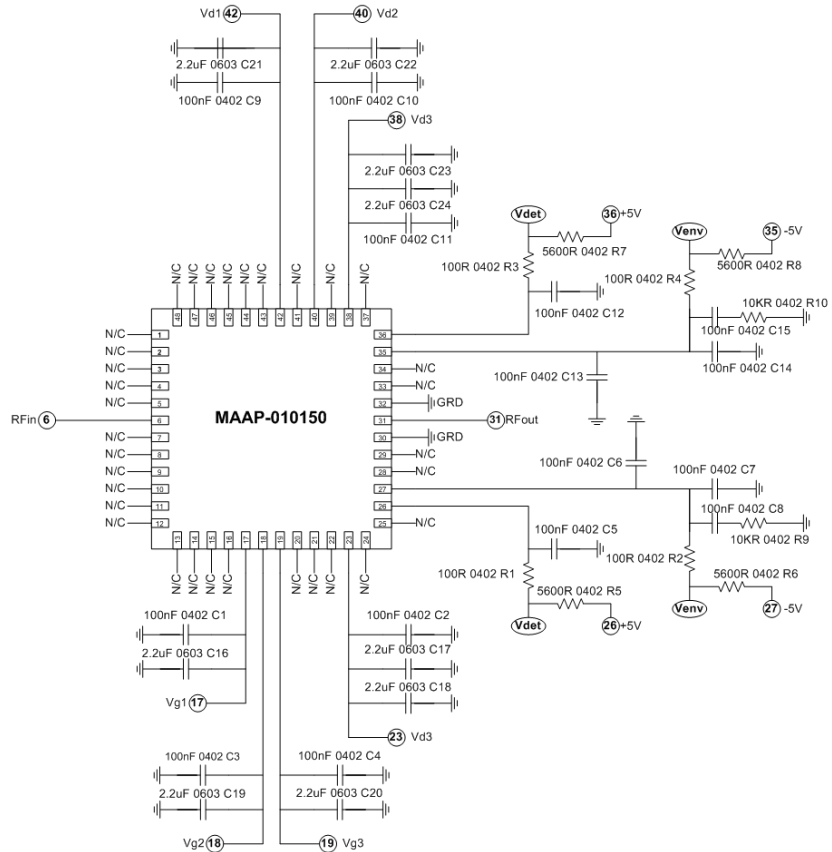 Vd1 42
40 Vd2
2.2uF 0603 C21
2.2uF 0603 C22
100nF 0402 C9
100nF 0402 C10
38 Vd3
2.2uF 0603 C23
2.2uF 0603 C24
100nF 0402 C11
Vdet
36 +5V
5600R 0402 R7
100R 0402 R3
100nF 0402 C12
Venv
35 -5V
5600R 0402 R8
100R 0402 R4
10KR 0402 R10
100nF 0402 C15
100nF 0402 C14
100nF 0402 C13
N/C N/C N/C N/C N/C N/C N/C N/C N/C
48 47 46 45 44 43 42 41 40 39 38 37
N/C 1
N/C 2
N/C 3
N/C 4
N/C 5
RFin 6 6
N/C 7
N/C 8
N/C 9
N/C 10
N/C 11
N/C 12
MAAP-010150
36
35
34 N/C
33 N/C
32 GRD
31 31 RFout
30 GRD
29 N/C
28 N/C
27
26
25 N/C
13 14 15 16 17 18 19 20 21 22 23 24
N/C N/C N/C N/C N/C N/C N/C N/C
100nF 0402 C6
100nF 0402 C7
100nF 0402 C8
10KR 0402 R9
100R 0402 R2
5600R 0402 R6
Venv
27 -5V
100nF 0402 C5
100R 0402 R1
5600R 0402 R5
Vdet
26 +5V
100nF 0402 C1
2.2uF 0603 C16
Vg1 17
100nF 0402 C2
2.2uF 0603 C17
2.2uF 0603 C18
23 Vd3
100nF 0402 C3
100nF 0402 C4
2.2uF 0603 C19
2.2uF 0603 C20
Vg2 18
19 Vg3